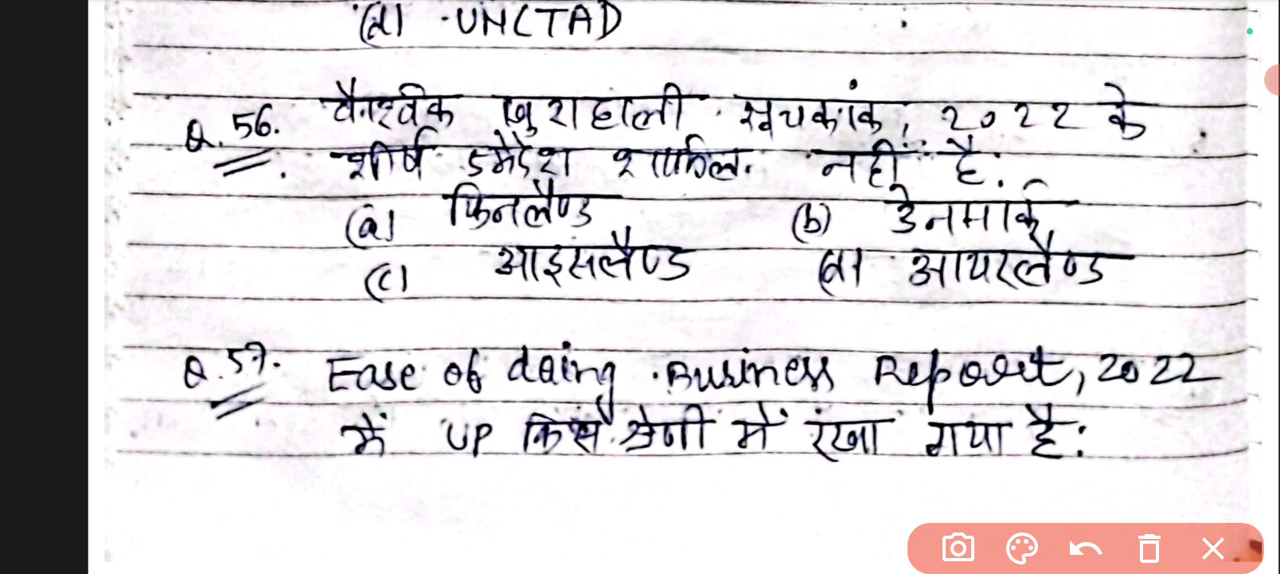 (d) UNCTAD
Q.56. वैश्विक खुशहाली सूचकांक, 2022 के
शीर्ष 5 में देश शामिल नहीं है:
(a) फिनलैण्ड (b) डेनमार्क
(c) आइसलैण्ड (d) आयरलैण्ड
Q.57. Ease of doing Business Report, 2022
में UP किस श्रेणी में रखा गया है: